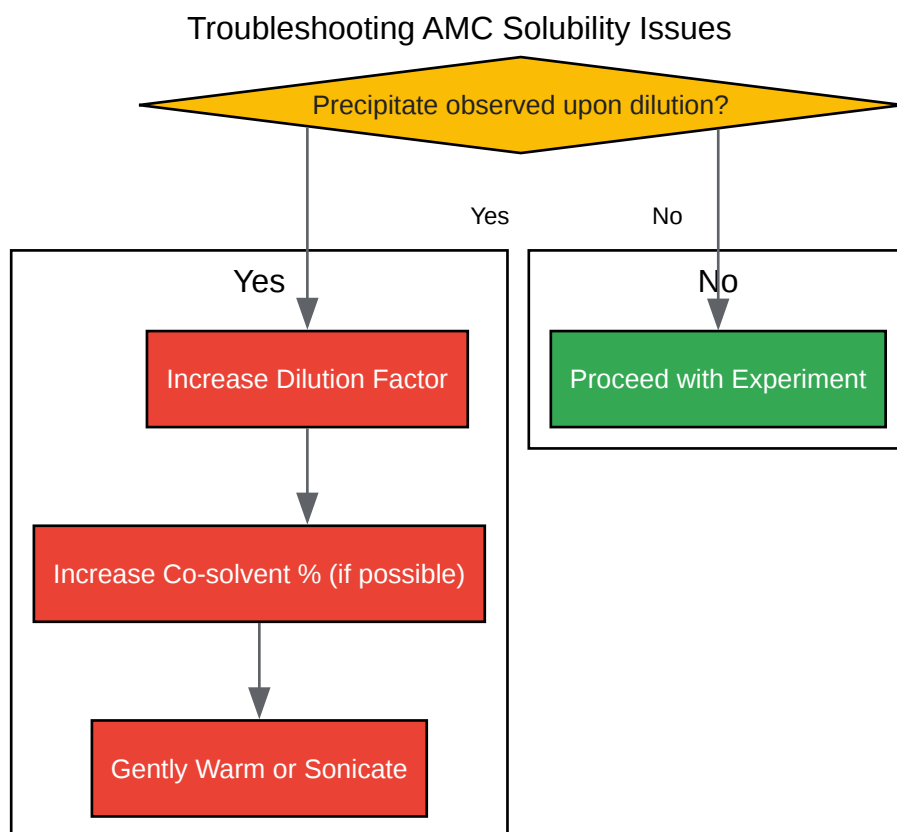 Troubleshooting AMC Solubility Issues
Precipitate observed upon dilution?
Yes
No
Yes
No
Increase Dilution Factor
Proceed with Experiment
Increase Co-solvent % (if possible)
Gently Warm or Sonicate